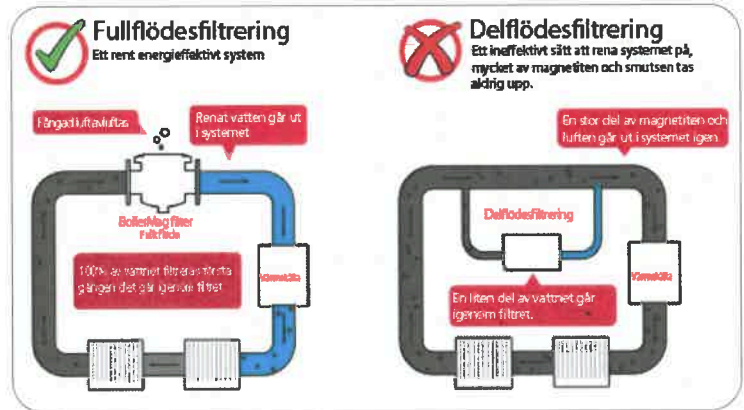 Fullflödesfiltrering
Ett rent energieffektivt system
Fångad luft avluftas
Renat vatten går ut
i systemet
BoilerMag filter
Fullflöde
100% av vattnet filtreras första
gången det går igenom filtret
Värmekälla
Delflödesfiltrering
Ett ineffektivt sätt att rena systemet på,
mycket av magnetiten och smutsen tas
aldrig upp.
En stor del av magnetiten och
luften går ut i systemet igen.
Delflödesfiltrering
Värmekälla
En liten del av vattnet går
igenom filtret.